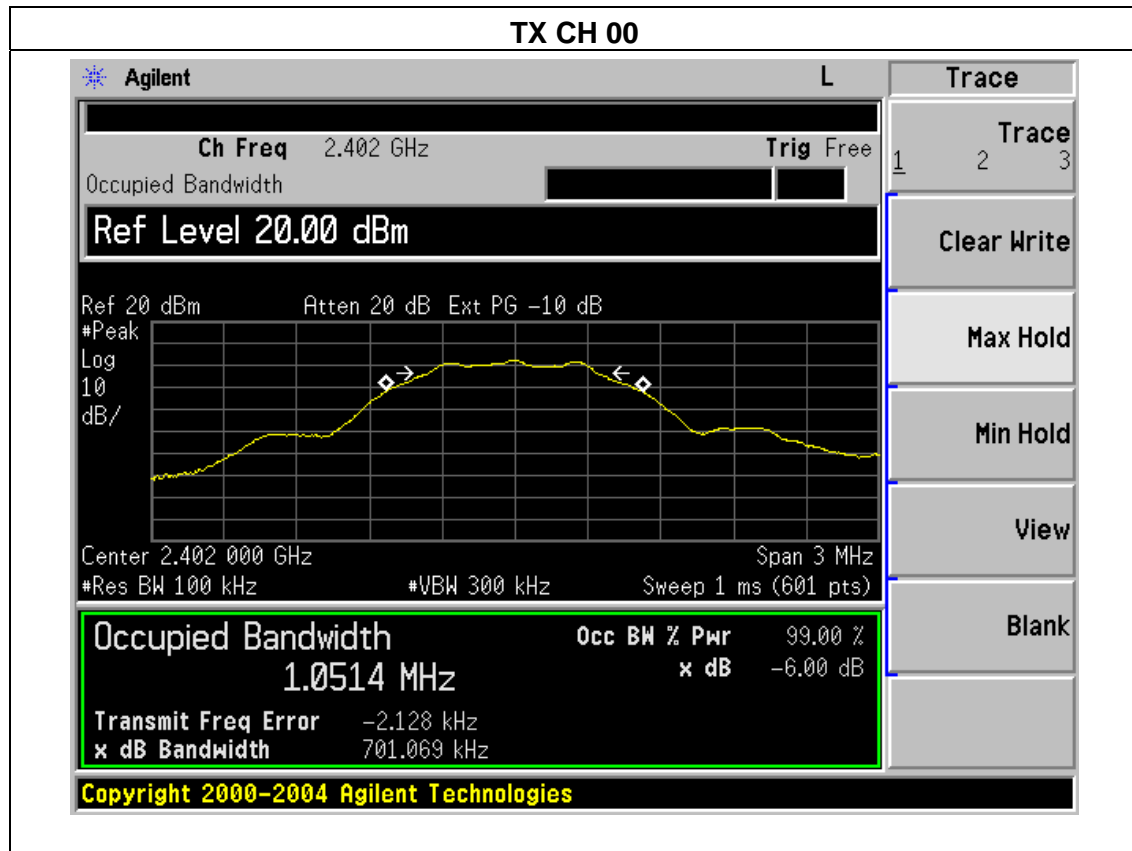 TX CH 00
Agilent L Trace
Ch Freq 2.402 GHz Trig Free
Occupied Bandwidth
Ref Level 20.00 dBm
Ref 20 dBm Atten 20 dB Ext PG -10 dB
#Peak
Log
10
dB/
Center 2.402 000 GHz Span 3 MHz
#Res BW 100 kHz #VBW 300 kHz Sweep 1 ms (601 pts)
Occupied Bandwidth Occ BW % Pwr 99.00 %
1.0514 MHz x dB -6.00 dB
Transmit Freq Error -2.128 kHz
x dB Bandwidth 701.069 kHz
Copyright 2000-2004 Agilent Technologies
Trace
1 2 3
Clear Write
Max Hold
Min Hold
View
Blank